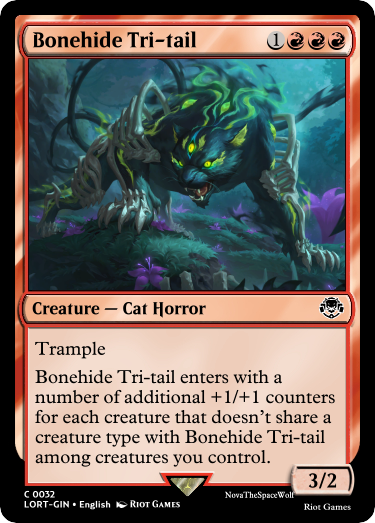 Bonehide Tri-tail 1
Creature — Cat Horror
Trample
Bonehide Tri-tail enters with a
number of additional +1/+1 counters
for each creature that doesn't share a
creature type with Bonehide Tri-tail
among creatures you control.
3/2
C 0032
LORT-GIN • English Riot Games
NovaTheSpaceWolf
Riot Games